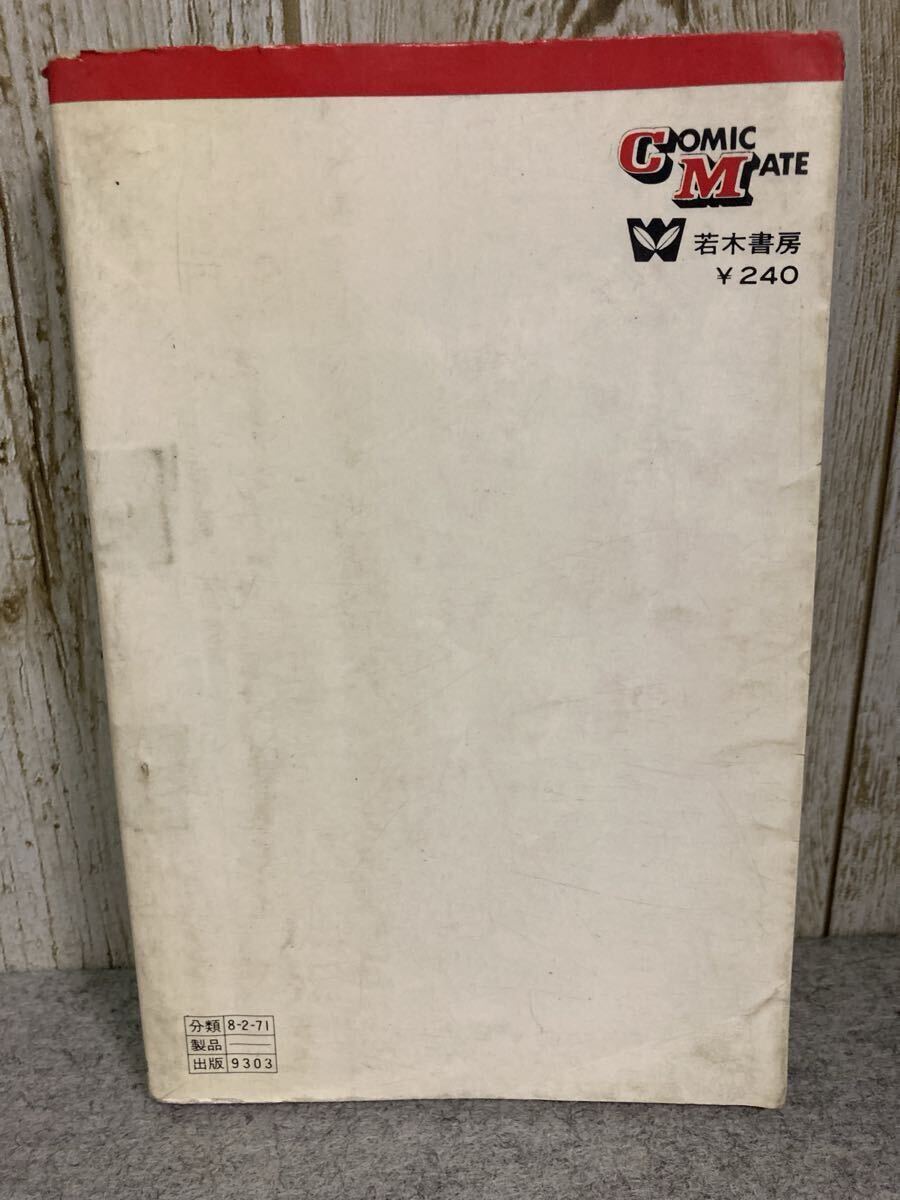 COMIC
MATE
若木書房
¥240
分類 8-2-71
製品 ——
出版 9303